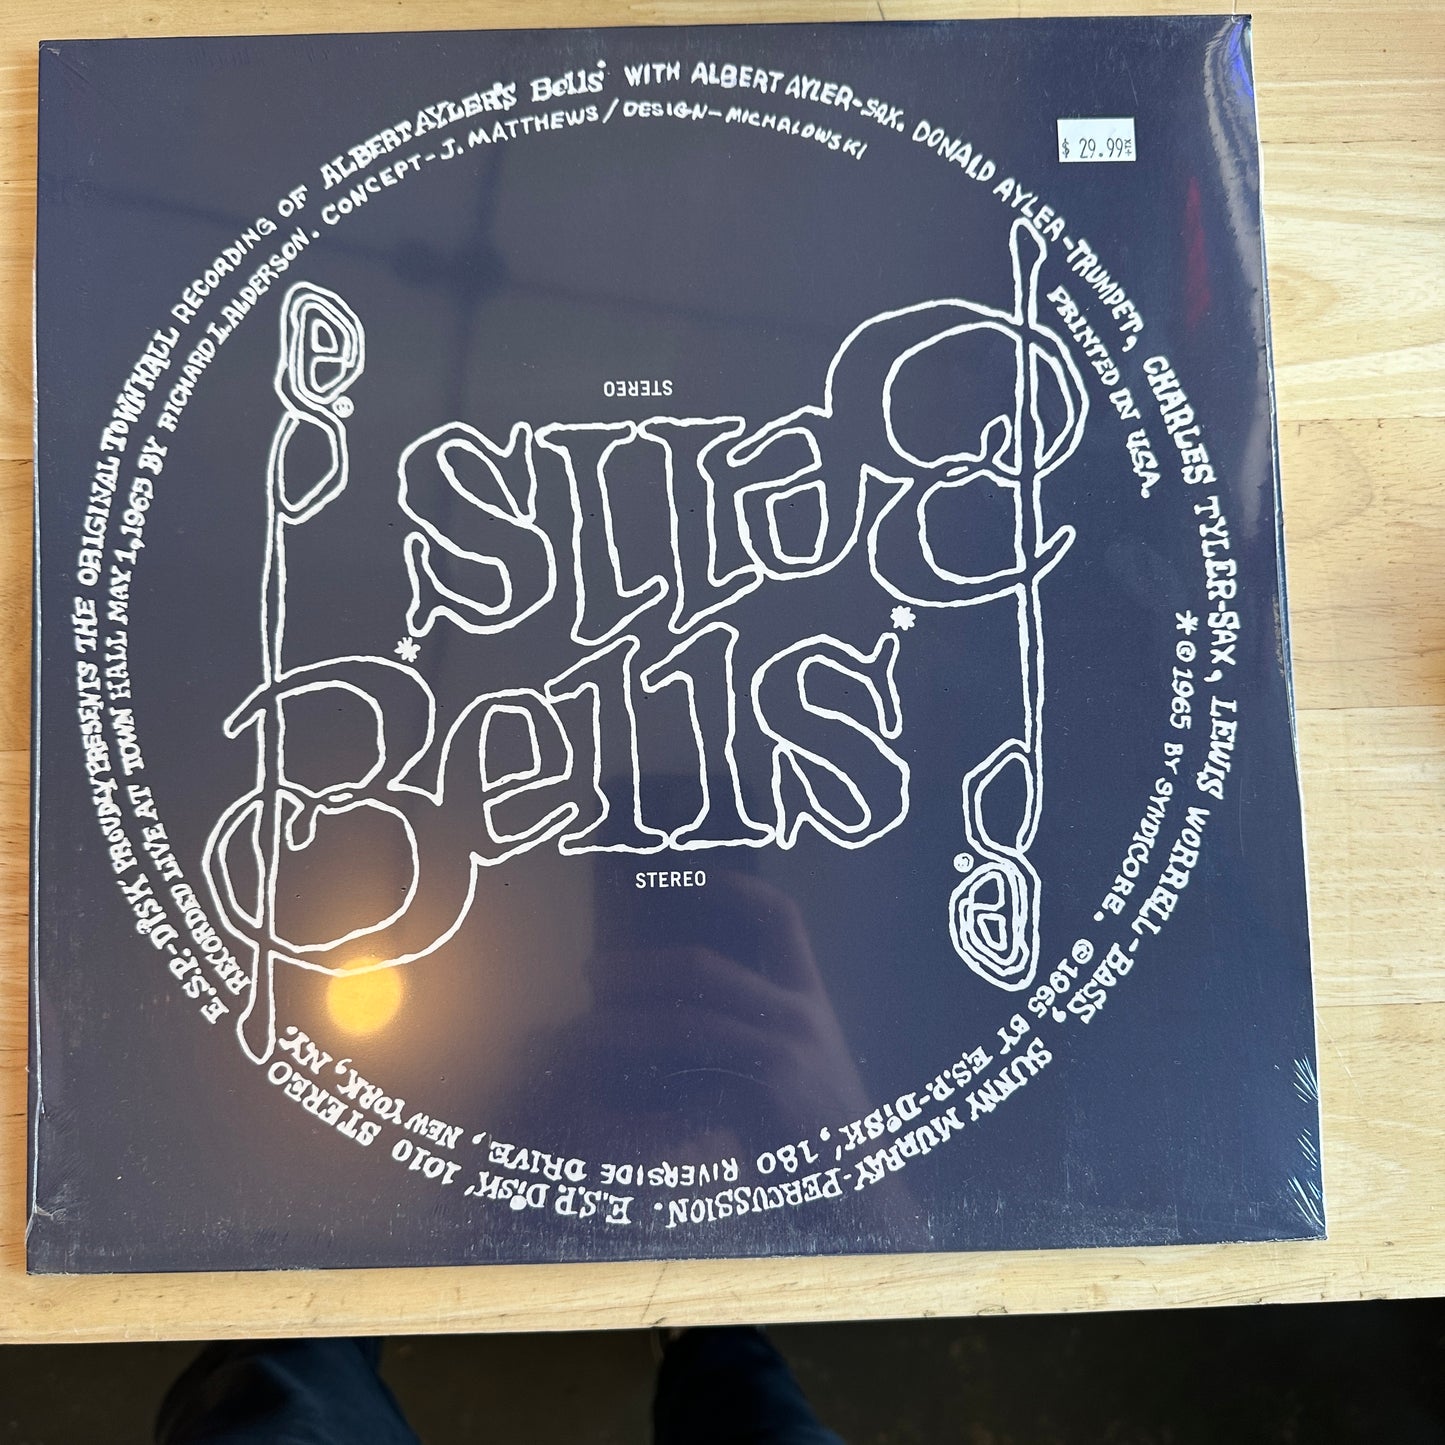 E.S.P.-DISK' PROUDLY PRESENTS THE ORIGINAL TOWN HALL RECORDING OF ALBERT AYLER'S Bells* WITH ALBERT AYLER-SAX. DONALD AYLER-TRUMPET, CHARLES TYLER-SAX, LEWIS WORRELL-BASS, SUNNY MURRAY-PERCUSSION. E.S.P. DISK' 1010 STEREO
RECORDED LIVE AT TOWN HALL MAY 1, 1965 BY RICHARD L. ALDERSON. CONCEPT-J. MATTHEWS/DESIGN-MICHALOWSKI
PRINTED IN U.S.A.
* © 1965 BY SYNDICORE. © 1965 BY E.S.P.-DISK', 180 RIVERSIDE DRIVE, NEW YORK, N.Y.
$ 29.99
e
®
STEREO
Bells*
Bells*
STEREO
®
e